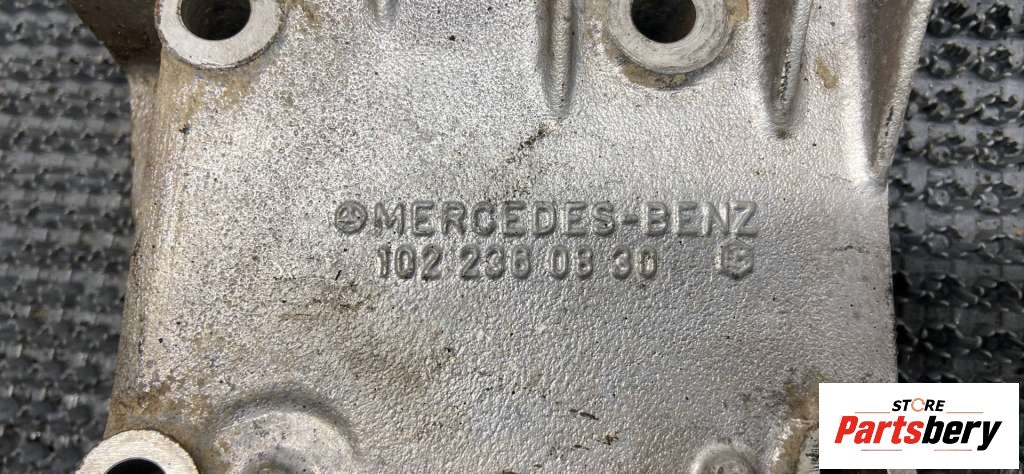 MERCEDES-BENZ
102 236 08 30
STORE
Partsbery